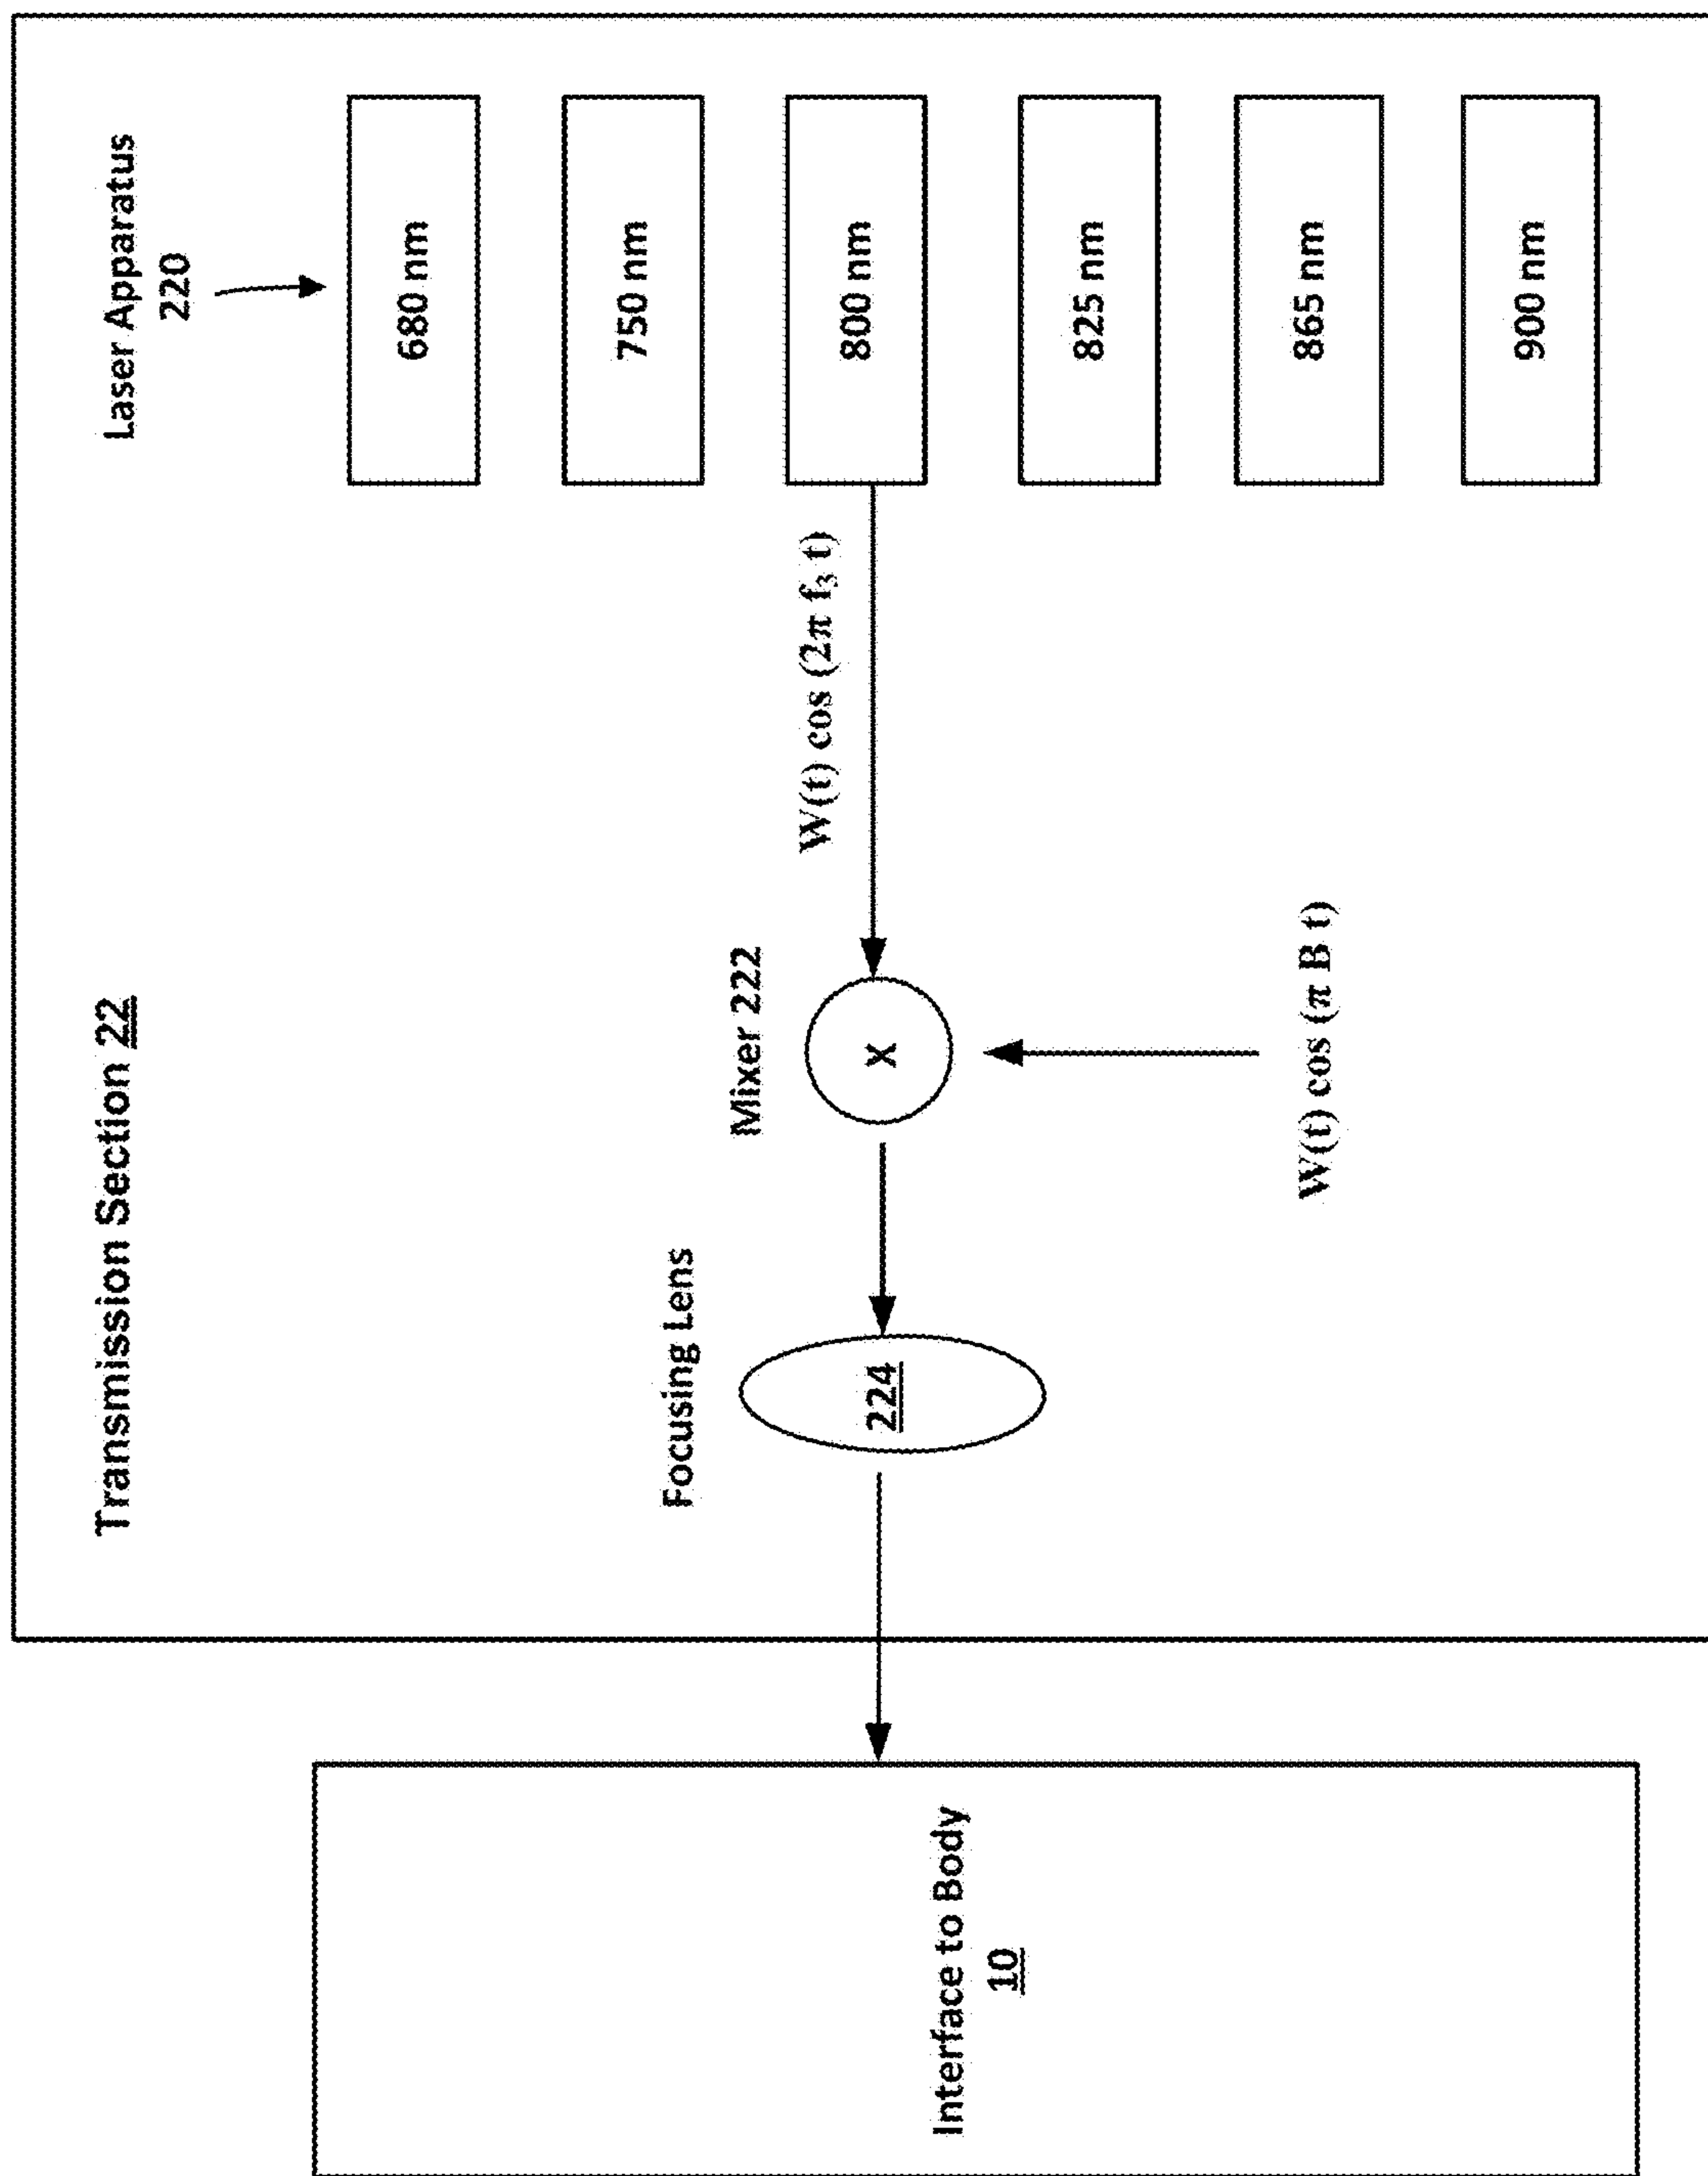 Transmission Section 22
Laser Apparatus
220
680 nm
750 nm
800 nm
825 nm
865 nm
900 nm
W(t) cos (2π f₃ t)
Mixer 222
X
W(t) cos (π B t)
Focusing Lens
224
Interface to Body
10